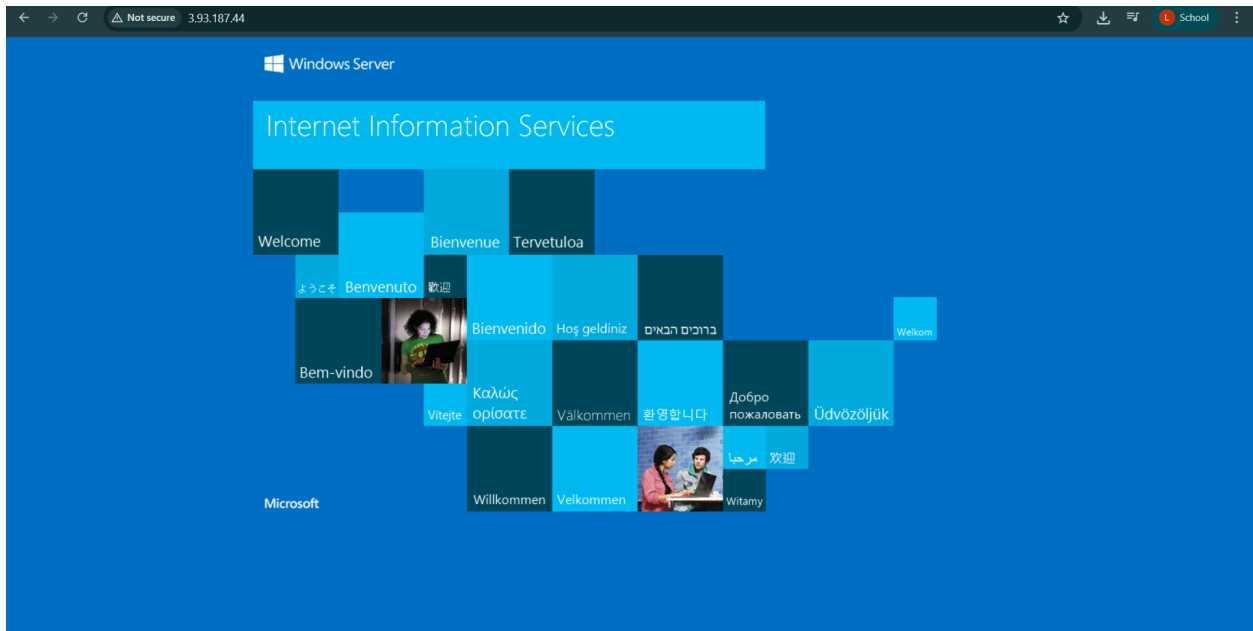 Not secure
3.93.187.44
L
School
Windows Server
Internet Information Services
Welcome
Bienvenue
Tervetuloa
ようこそ
Benvenuto
歡迎
Bienvenido
Hoş geldiniz
ברוכים הבאים
Welkom
Bem-vindo
Vítejte
Καλώς
ορίσατε
Välkommen
환영합니다
Добро
пожаловать
Üdvözöljük
مرحبا
欢迎
Willkommen
Velkommen
Witamy
Microsoft